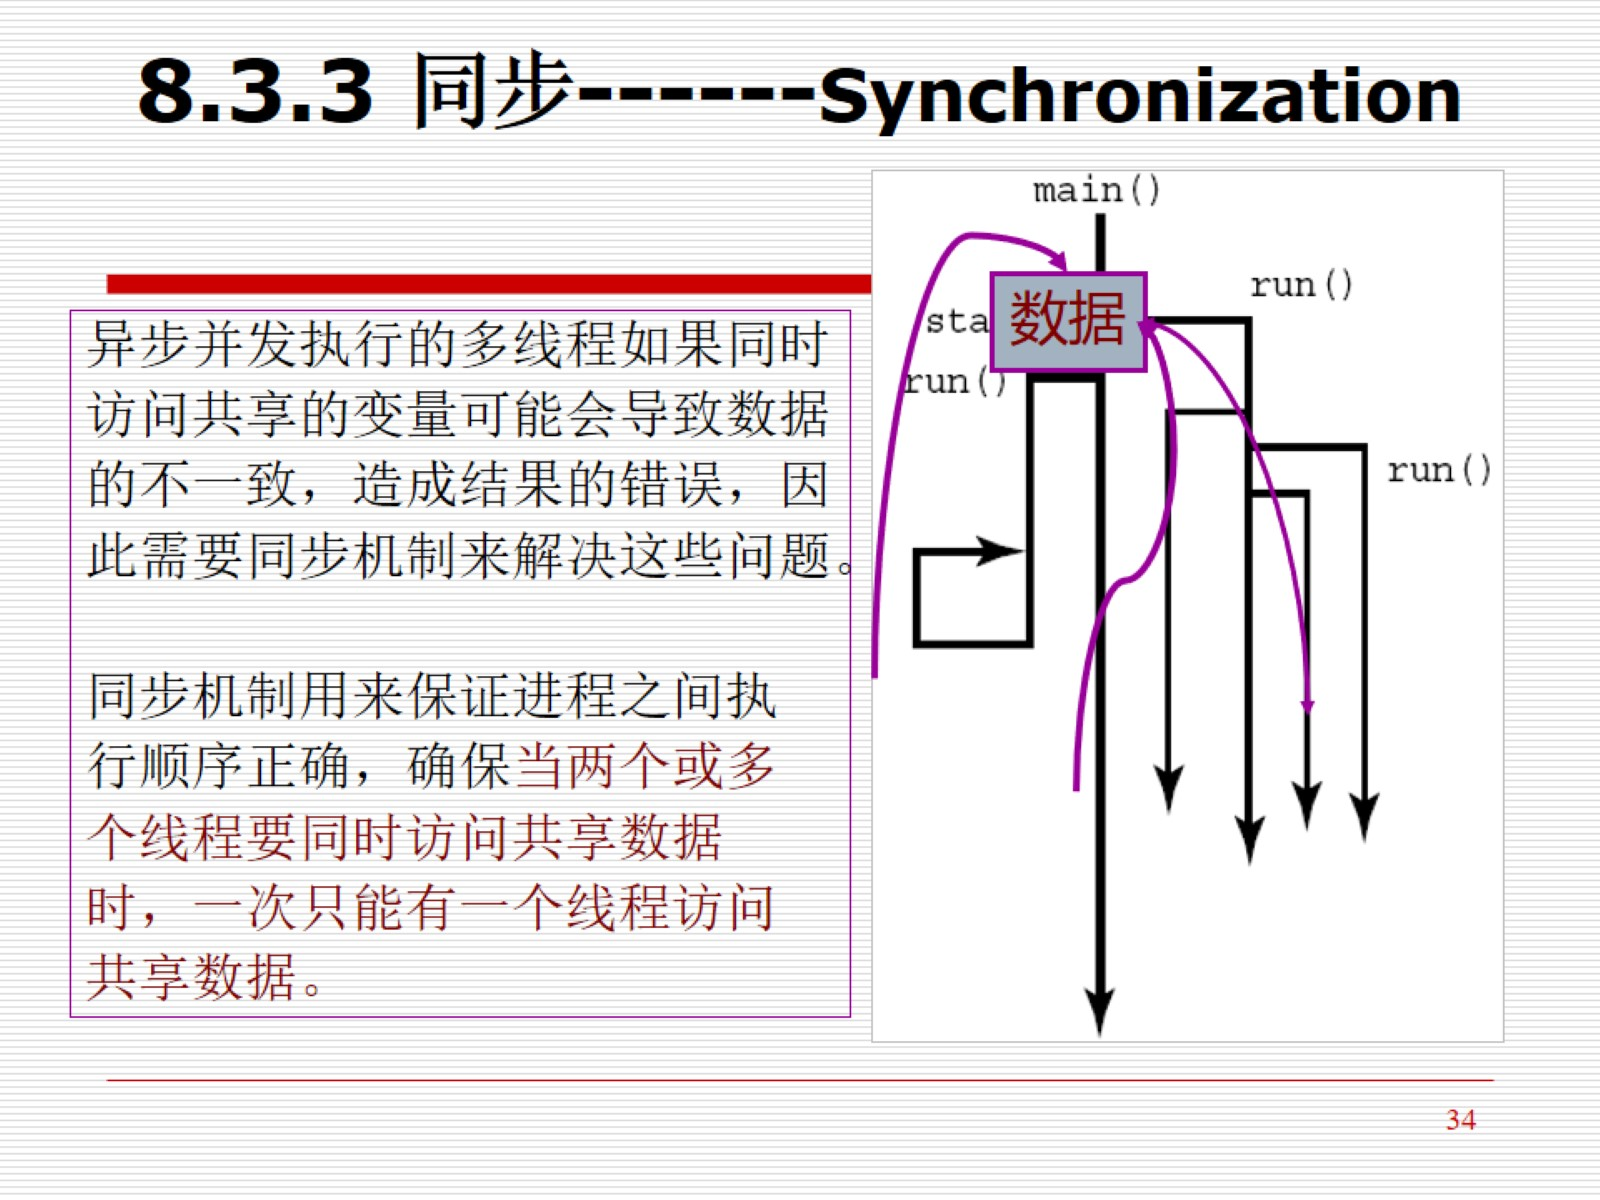 8.3.3 同步------Synchronization
异步并发执行的多线程如果同时
访问共享的变量可能会导致数据
的不一致，造成结果的错误，因
此需要同步机制来解决这些问题。
同步机制用来保证进程之间执
行顺序正确，确保当两个或多
个线程要同时访问共享数据
时，一次只能有一个线程访问
共享数据。
main()
run()
sta
数据
run()
run()
34